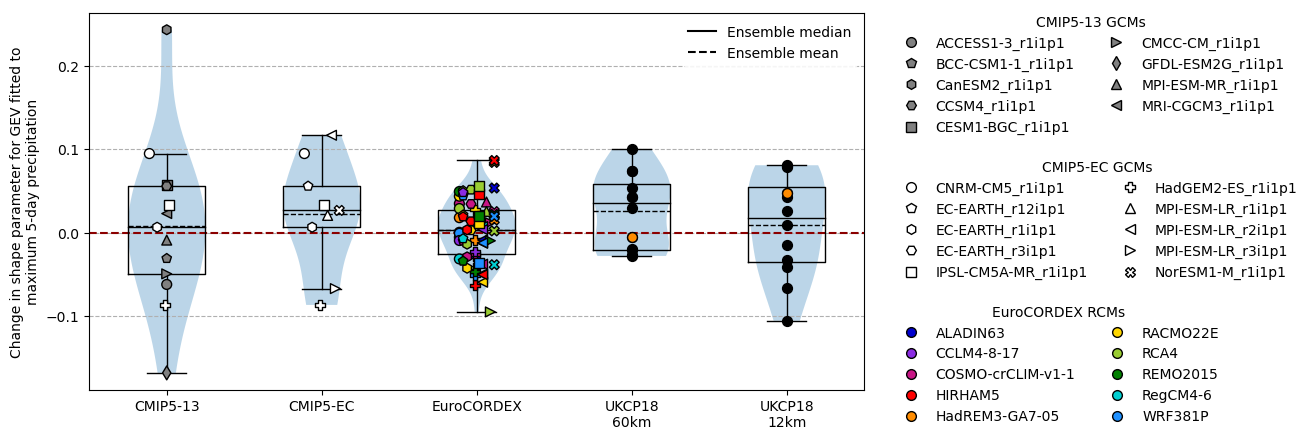 Change in shape parameter for GEV fitted to
maximum 5-day precipitation
0.2
0.1
0.0
−0.1
Ensemble median
Ensemble mean
CMIP5-13
CMIP5-EC
EuroCORDEX
UKCP18
60km
UKCP18
12km
CMIP5-13 GCMs
ACCESS1-3_r1i1p1
BCC-CSM1-1_r1i1p1
CanESM2_r1i1p1
CCSM4_r1i1p1
CESM1-BGC_r1i1p1
CMCC-CM_r1i1p1
GFDL-ESM2G_r1i1p1
MPI-ESM-MR_r1i1p1
MRI-CGCM3_r1i1p1
CMIP5-EC GCMs
CNRM-CM5_r1i1p1
EC-EARTH_r12i1p1
EC-EARTH_r1i1p1
EC-EARTH_r3i1p1
IPSL-CM5A-MR_r1i1p1
HadGEM2-ES_r1i1p1
MPI-ESM-LR_r1i1p1
MPI-ESM-LR_r2i1p1
MPI-ESM-LR_r3i1p1
NorESM1-M_r1i1p1
EuroCORDEX RCMs
ALADIN63
CCLM4-8-17
COSMO-crCLIM-v1-1
HIRHAM5
HadREM3-GA7-05
RACMO22E
RCA4
REMO2015
RegCM4-6
WRF381P